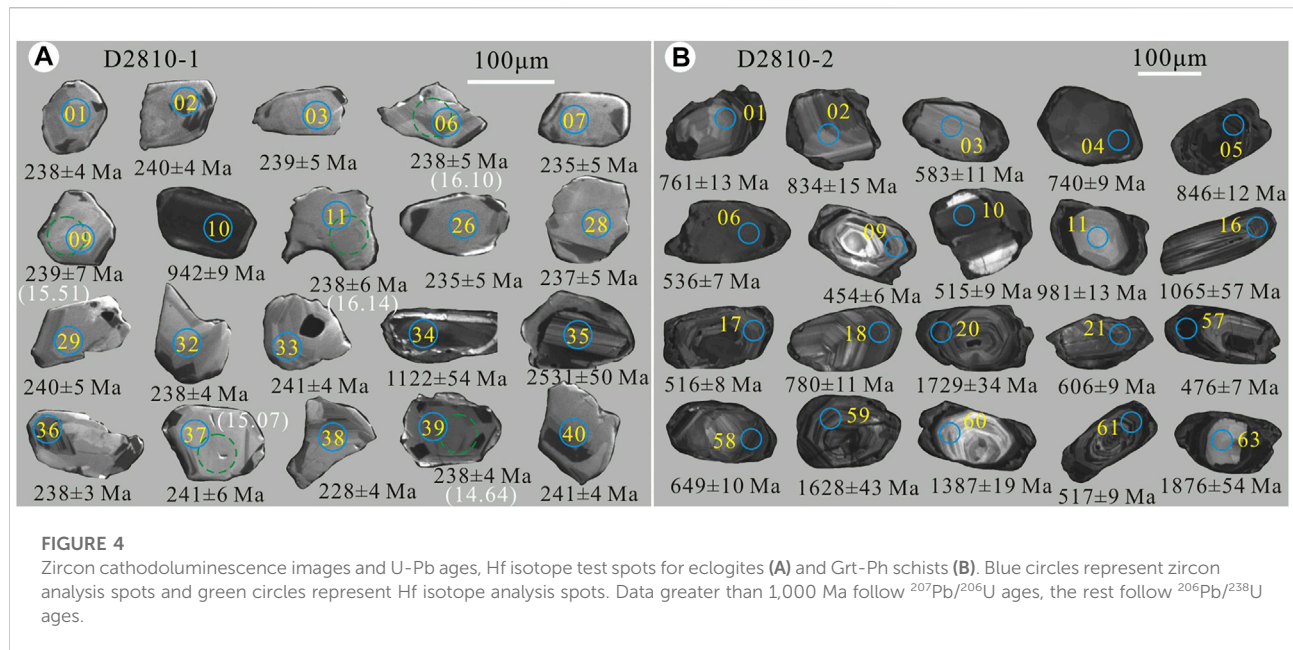 A D2810-1 100μm
01 02 03 06 07
238±4 Ma 240±4 Ma 239±5 Ma 238±5 Ma 235±5 Ma
(16.10)
09 10 11 26 28
239±7 Ma 942±9 Ma 238±6 Ma 235±5 Ma 237±5 Ma
(15.51) (16.14)
29 32 33 34 35
240±5 Ma 238±4 Ma 241±4 Ma 1122±54 Ma 2531±50 Ma
36 37 (15.07) 38 39 40
238±3 Ma 241±6 Ma 228±4 Ma 238±4 Ma 241±4 Ma
(14.64)
B D2810-2 100μm
01 02 03 04 05
761±13 Ma 834±15 Ma 583±11 Ma 740±9 Ma 846±12 Ma
06 09 10 11 16
536±7 Ma 454±6 Ma 515±9 Ma 981±13 Ma 1065±57 Ma
17 18 20 21 57
516±8 Ma 780±11 Ma 1729±34 Ma 606±9 Ma 476±7 Ma
58 59 60 61 63
649±10 Ma 1628±43 Ma 1387±19 Ma 517±9 Ma 1876±54 Ma
FIGURE 4
Zircon cathodoluminescence images and U-Pb ages, Hf isotope test spots for eclogites (A) and Grt-Ph schists (B). Blue circles represent zircon
analysis spots and green circles represent Hf isotope analysis spots. Data greater than 1,000 Ma follow ²⁰⁷Pb/²⁰⁶U ages, the rest follow ²⁰⁶Pb/²³⁸U
ages.